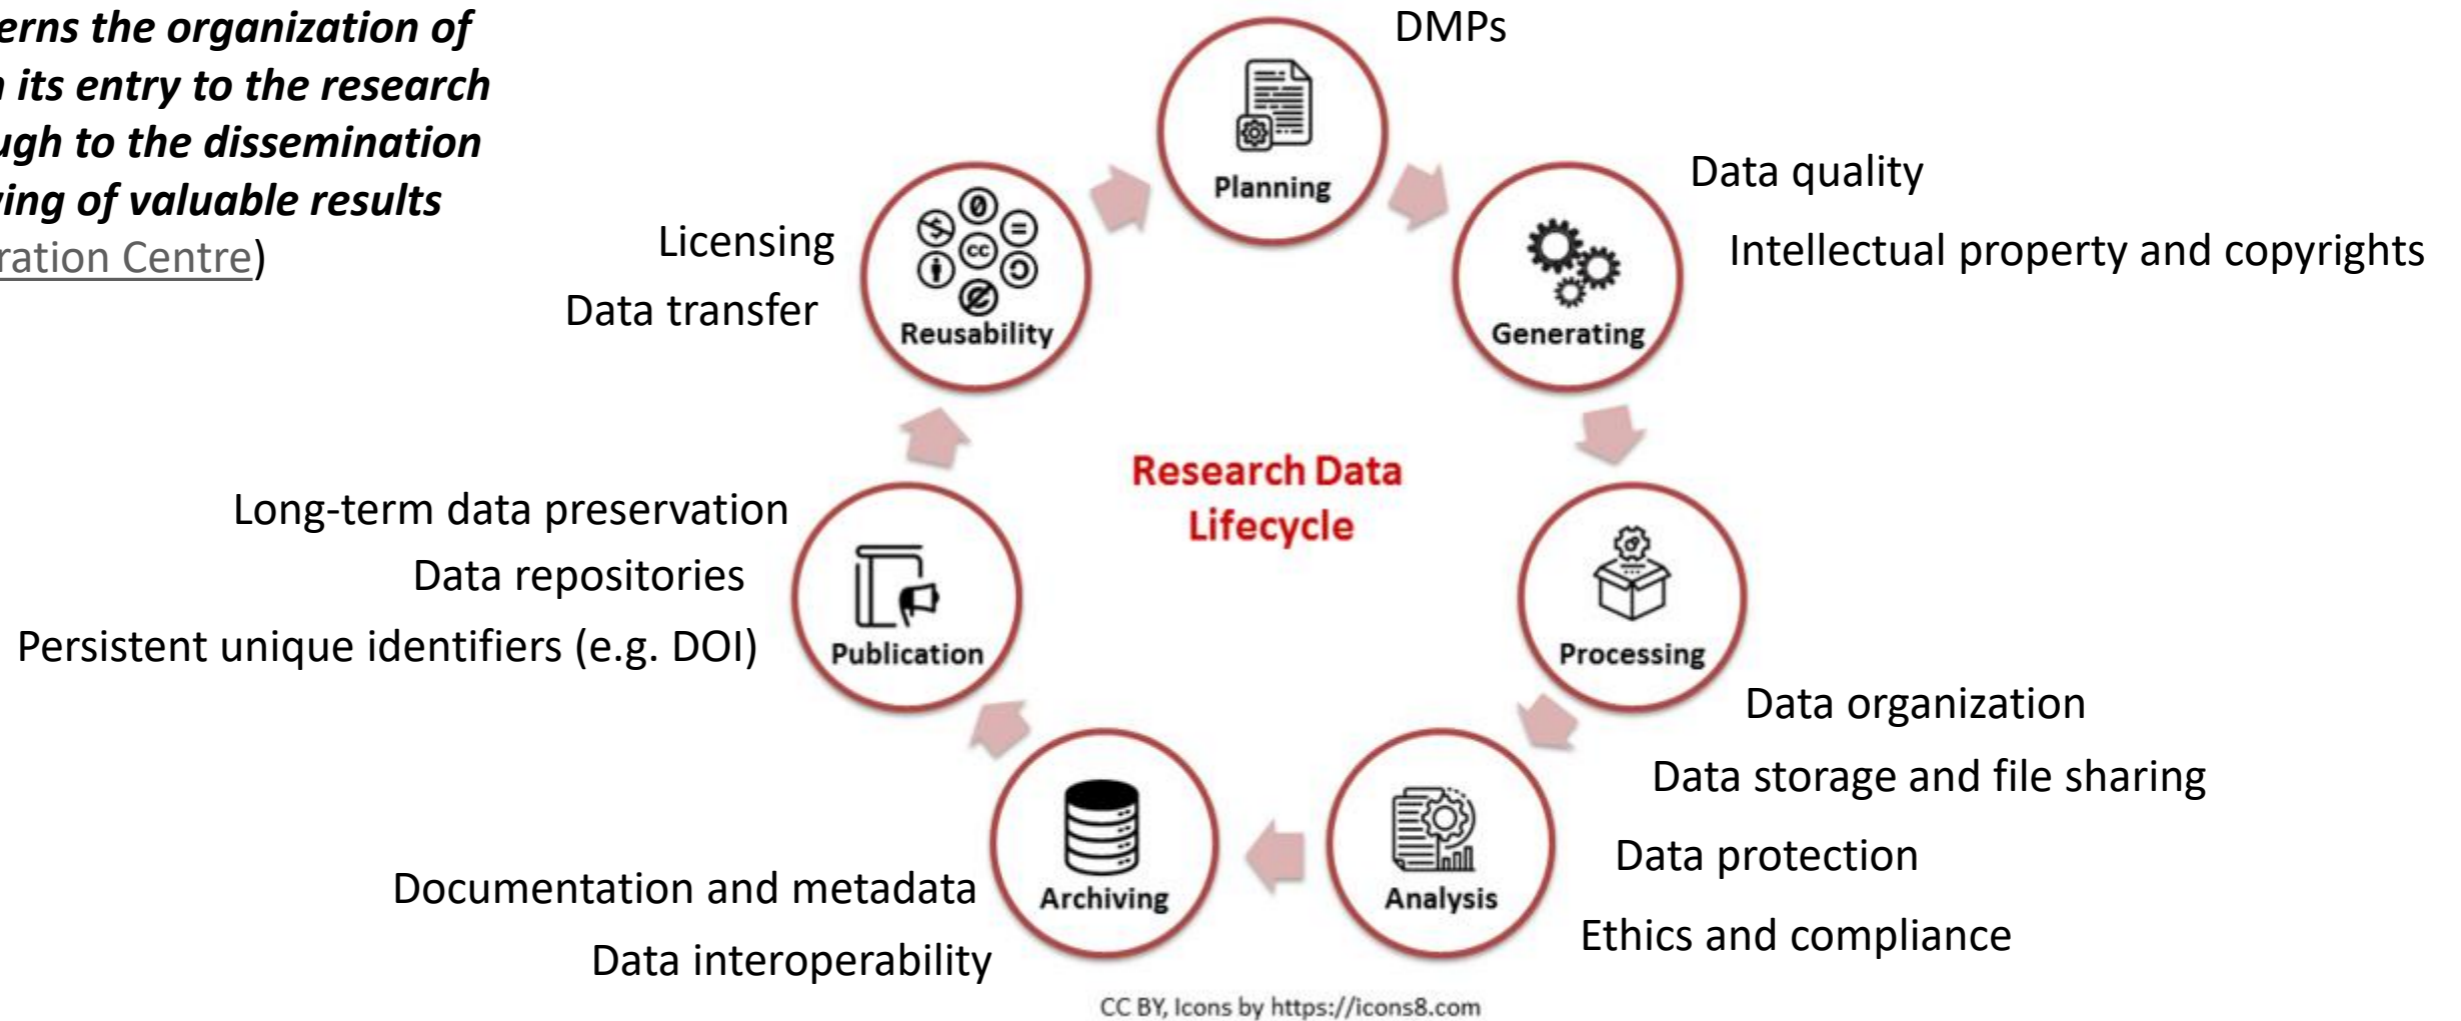 erns the organization of
its entry to the research
ugh to the dissemination
ing of valuable results
ration Centre)
DMPs
Planning
Data quality
Intellectual property and copyrights
Generating
Licensing
Data transfer
Reusability
Research Data
Lifecycle
Long-term data preservation
Data repositories
Persistent unique identifiers (e.g. DOI)
Publication
Processing
Data organization
Data storage and file sharing
Data protection
Ethics and compliance
Analysis
Archiving
Documentation and metadata
Data interoperability
CC BY, Icons by https://icons8.com